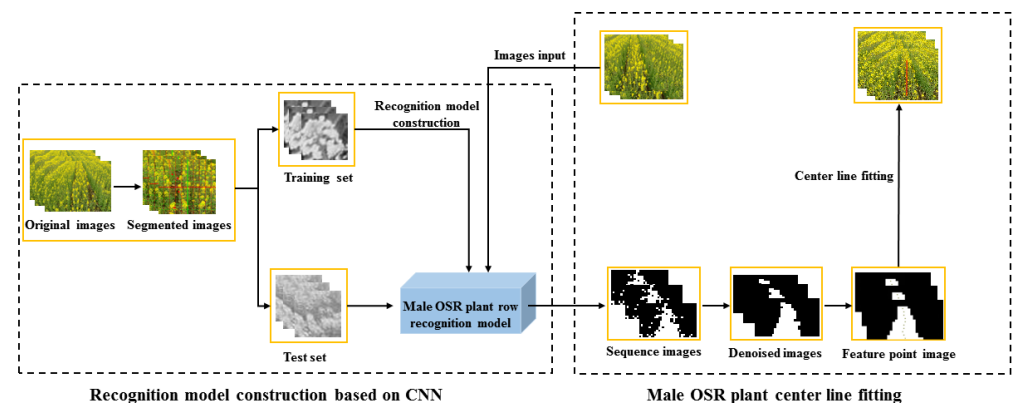 Images input
Recognition model
construction
Training set
Original images
Segmented images
Center line fitting
Male OSR plant row
recognition model
Test set
Sequence images
Denoised images
Feature point image
Recognition model construction based on CNN
Male OSR plant center line fitting